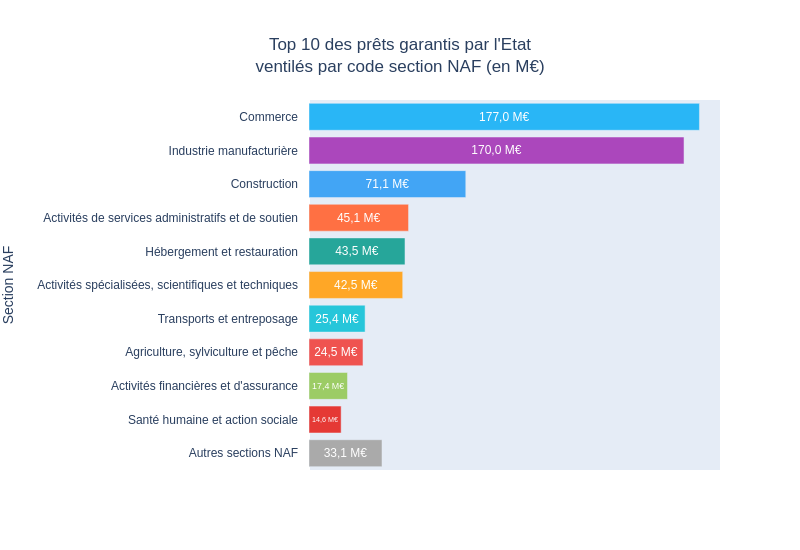 Top 10 des prêts garantis par l'Etat
ventilés par code section NAF (en M€)
Section NAF
Commerce 177,0 M€
Industrie manufacturière 170,0 M€
Construction 71,1 M€
Activités de services administratifs et de soutien 45,1 M€
Hébergement et restauration 43,5 M€
Activités spécialisées, scientifiques et techniques 42,5 M€
Transports et entreposage 25,4 M€
Agriculture, sylviculture et pêche 24,5 M€
Activités financières et d'assurance 17,4 M€
Santé humaine et action sociale 14,6 M€
Autres sections NAF 33,1 M€